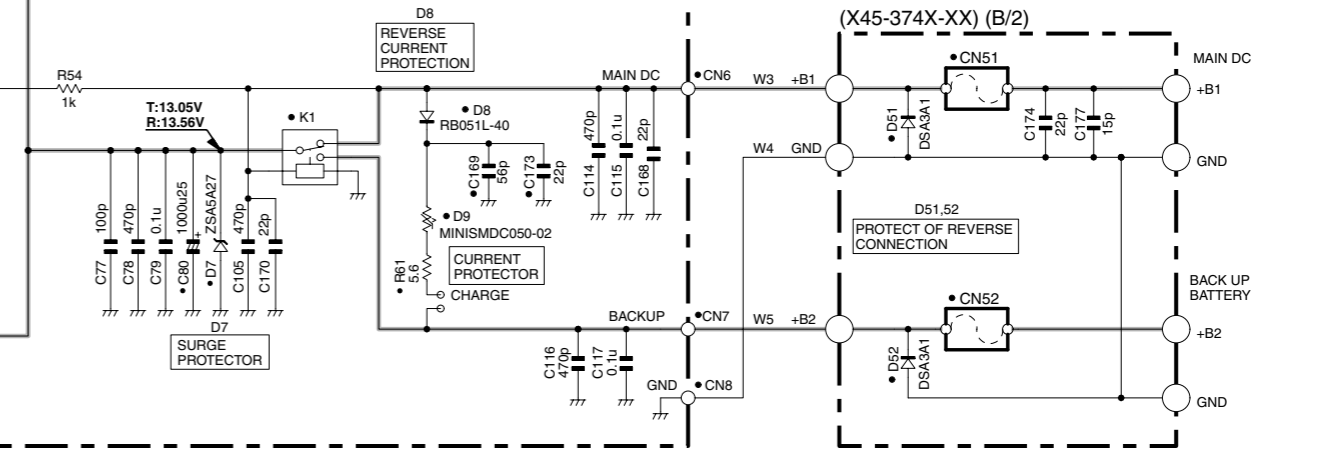 D8
REVERSE
CURRENT
PROTECTION
(X45-374X-XX) (B/2)
R54
1k
T:13.05V
R:13.56V
K1
MAIN DC
CN6
W3
+B1
CN51
MAIN DC
+B1
D8
RB051L-40
C169
56p
C173
22p
C114
470p
C115
0.1u
C168
22p
W4
GND
D51
DSA3A1
C174
22p
C177
15p
GND
C77
100p
C78
470p
C79
0.1u
C80
1000u25
+
D7
ZSA5A27
C105
470p
C170
22p
D9
MINISMDC050-02
CURRENT
PROTECTOR
R61
5.6
CHARGE
D51,52
PROTECT OF REVERSE
CONNECTION
D7
SURGE
PROTECTOR
BACKUP
CN7
W5
+B2
CN52
BACK UP
BATTERY
+B2
C116
470p
C117
0.1u
GND
CN8
D52
DSA3A1
GND